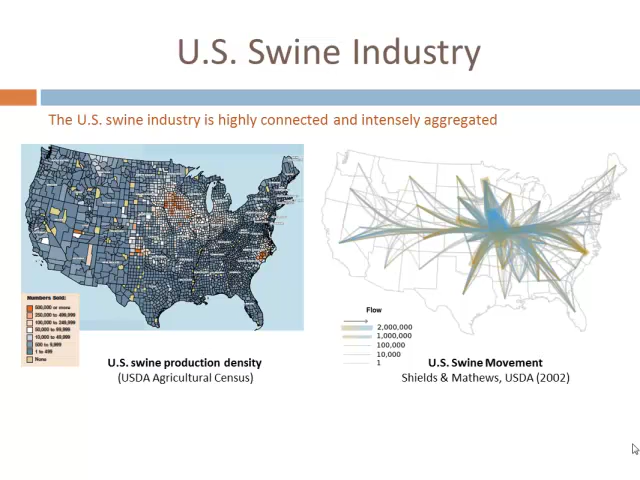 U.S. Swine Industry
The U.S. swine industry is highly connected and intensely aggregated
Numbers Sold:
500,000 or more
250,000 to 499,999
100,000 to 249,999
50,000 to 99,999
10,000 to 49,999
500 to 9,999
1 to 499
None
U.S. swine production density
(USDA Agricultural Census)
Flow
2,000,000
1,000,000
100,000
10,000
1
U.S. Swine Movement
Shields & Mathews, USDA (2002)